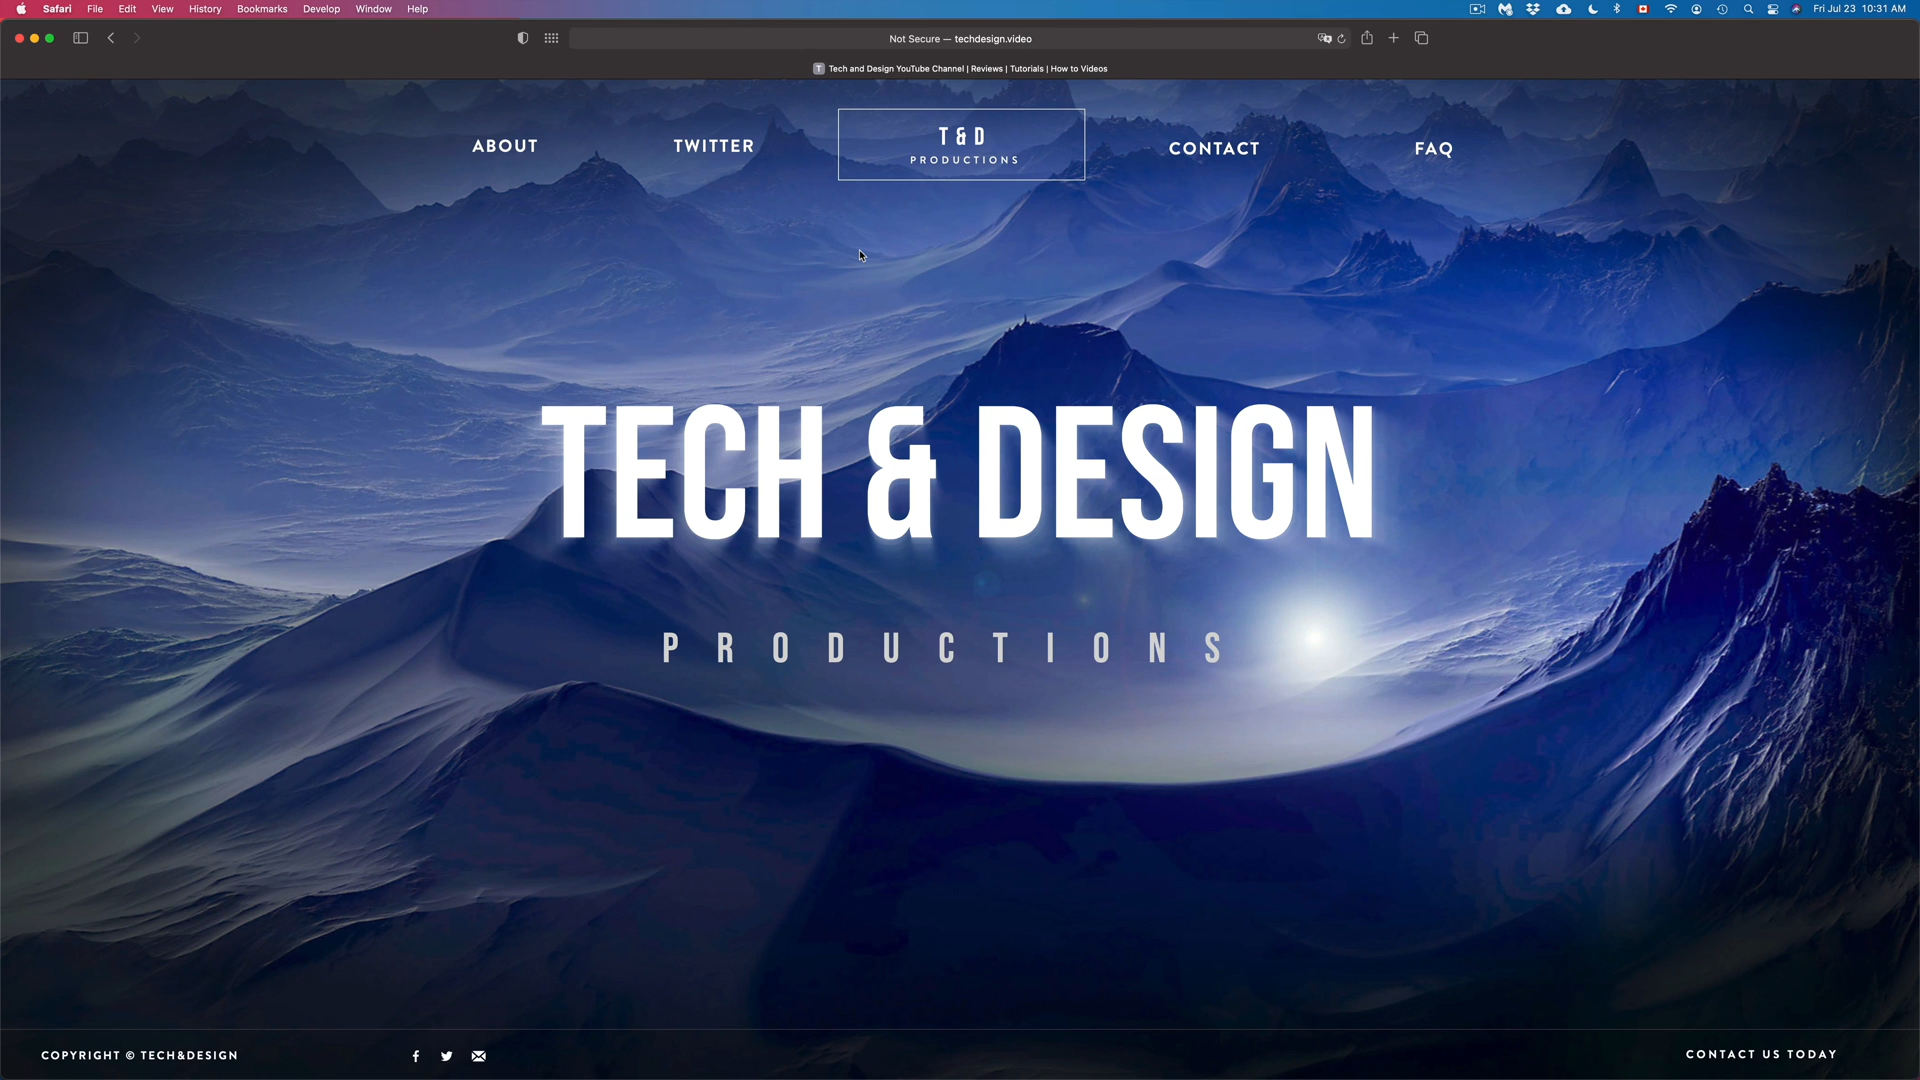 Safari File Edit View History Bookmarks Develop Window Help Fri Jul 23 10:31 AM
Not Secure — techdesign.video
T Tech and Design YouTube Channel | Reviews | Tutorials | How to Videos
ABOUT TWITTER T & D CONTACT FAQ
PRODUCTIONS
TECH & DESIGN
PRODUCTIONS
COPYRIGHT © TECH&DESIGN CONTACT US TODAY